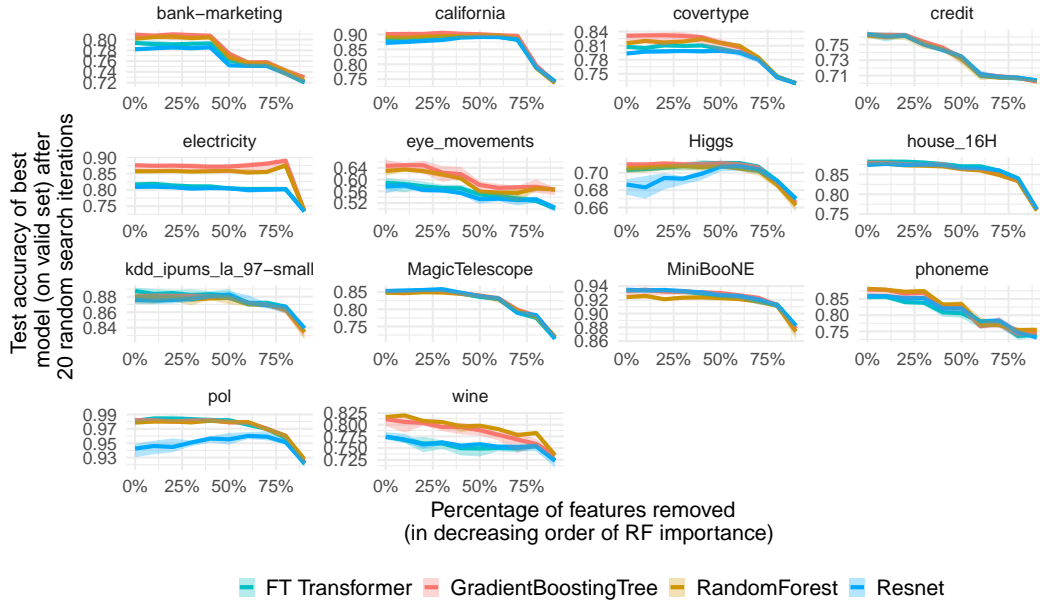 bank−marketing
california
covertype
credit
0.80
0.78
0.76
0.74
0.72
0% 25% 50% 75%
0.90
0.85
0.80
0.75
0% 25% 50% 75%
0.84
0.81
0.78
0.75
0% 25% 50% 75%
0.75
0.73
0.71
0% 25% 50% 75%
electricity
eye_movements
Higgs
house_16H
0.90
0.85
0.80
0.75
0% 25% 50% 75%
0.64
0.60
0.56
0.52
0% 25% 50% 75%
0.70
0.68
0.66
0% 25% 50% 75%
0.85
0.80
0.75
0% 25% 50% 75%
kdd_ipums_la_97−small
MagicTelescope
MiniBooNE
phoneme
0.88
0.86
0.84
0% 25% 50% 75%
0.85
0.80
0.75
0% 25% 50% 75%
0.94
0.92
0.90
0.88
0.86
0% 25% 50% 75%
0.85
0.80
0.75
0% 25% 50% 75%
pol
wine
0.99
0.97
0.95
0.93
0% 25% 50% 75%
0.825
0.800
0.775
0.750
0.725
0% 25% 50% 75%
Test accuracy of best
model (on valid set) after
20 random search iterations
Percentage of features removed
(in decreasing order of RF importance)
FT Transformer GradientBoostingTree RandomForest Resnet